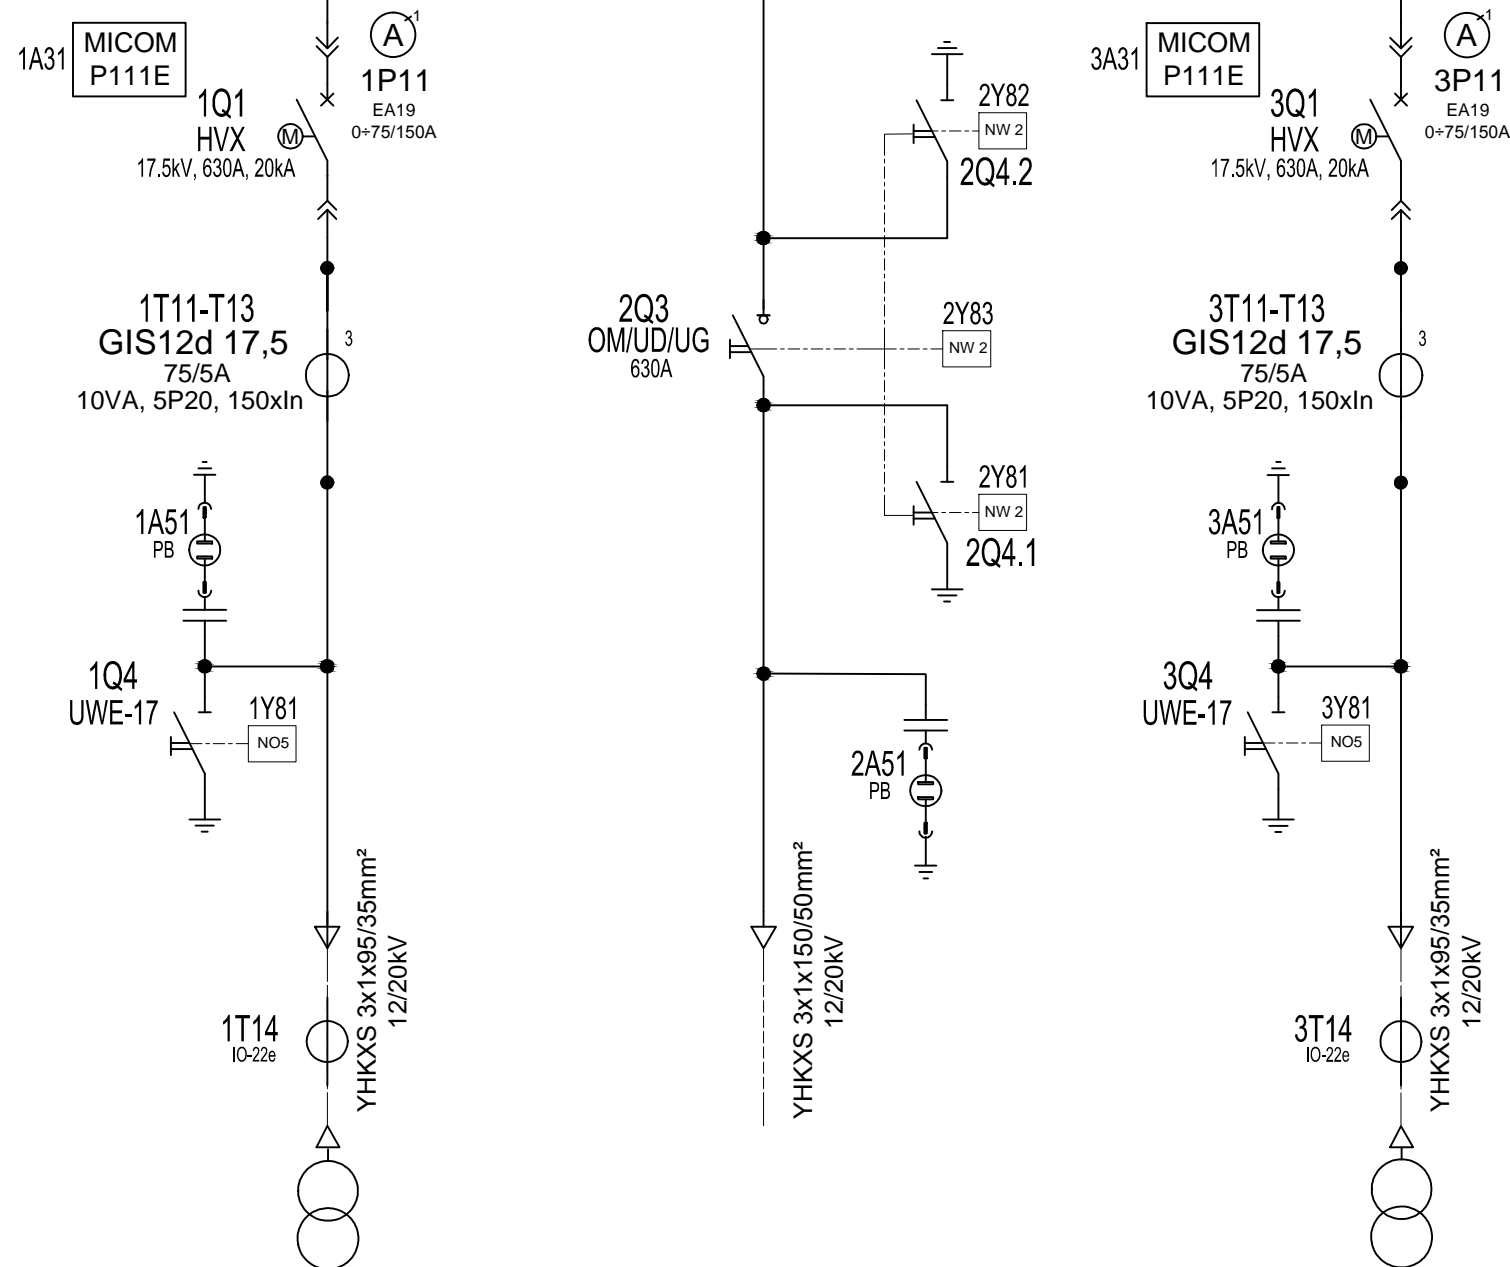 1A31
MICOM
P111E
A
1
1P11
EA19
0÷75/150A
1Q1
HVX
17.5kV, 630A, 20kA
M
1T11-T13
GIS12d 17,5
75/5A
10VA, 5P20, 150xIn
3
1A51
PB
1Q4
UWE-17
1Y81
NO5
YHKXS 3x1x95/35mm²
12/20kV
1T14
IO-22e
2Y82
NW 2
2Q4.2
2Q3
OM/UD/UG
630A
2Y83
NW 2
2Y81
NW 2
2Q4.1
2A51
PB
YHKXS 3x1x150/50mm²
12/20kV
3A31
MICOM
P111E
A
1
3P11
EA19
0÷75/150A
3Q1
HVX
17.5kV, 630A, 20kA
M
3T11-T13
GIS12d 17,5
75/5A
10VA, 5P20, 150xIn
3
3A51
PB
3Q4
UWE-17
3Y81
NO5
YHKXS 3x1x95/35mm²
12/20kV
3T14
IO-22e